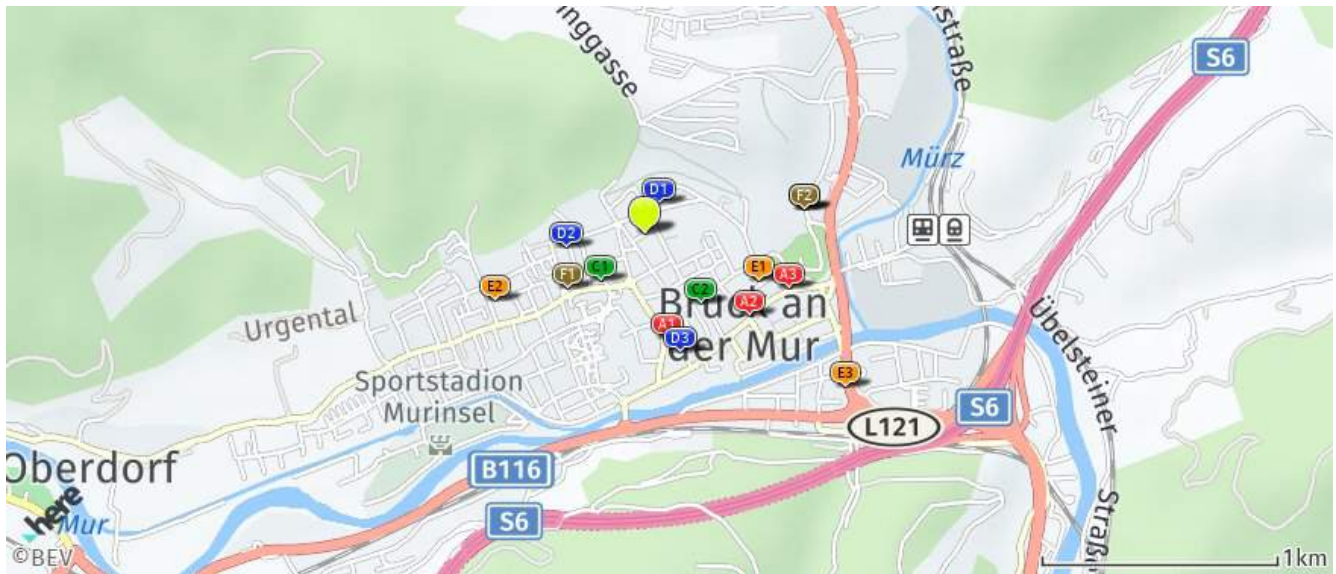 nggasse
straße
S6
Mürz
D1
F2
D2
C1
F1
E2
E1
A3
C2
A2
Bruck an
der Mur
A1
D3
Urgental
Übelsteiner
Straß
Sportstadion
Murinsel
E3
S6
L121
Oberdorf
B116
S6
here
Mur
©BEV
1km